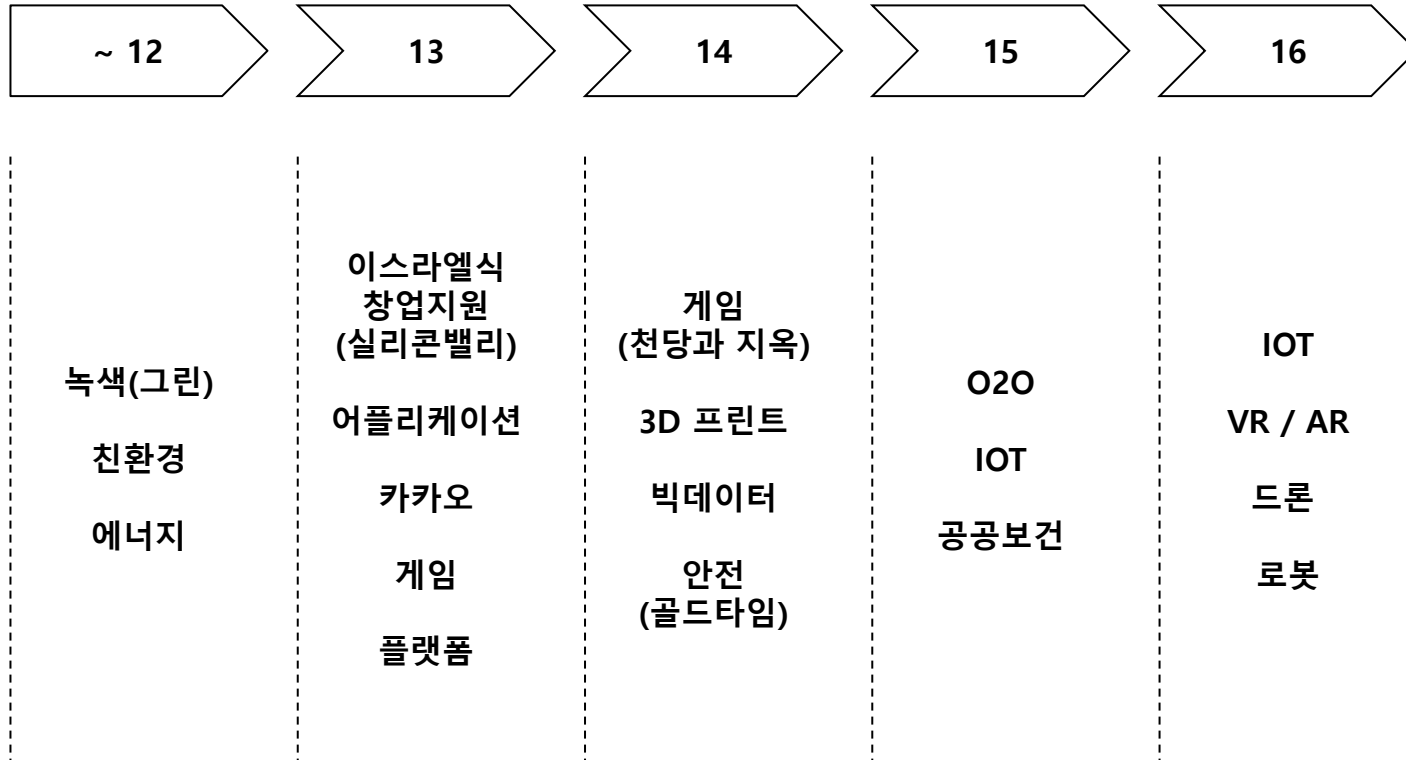 ~ 12
13
14
15
16
녹색(그린)
친환경
에너지
이스라엘식
창업지원
(실리콘밸리)
어플리케이션
카카오
게임
플랫폼
게임
(천당과 지옥)
3D 프린트
빅데이터
안전
(골드타임)
O2O
IOT
공공보건
IOT
VR / AR
드론
로봇